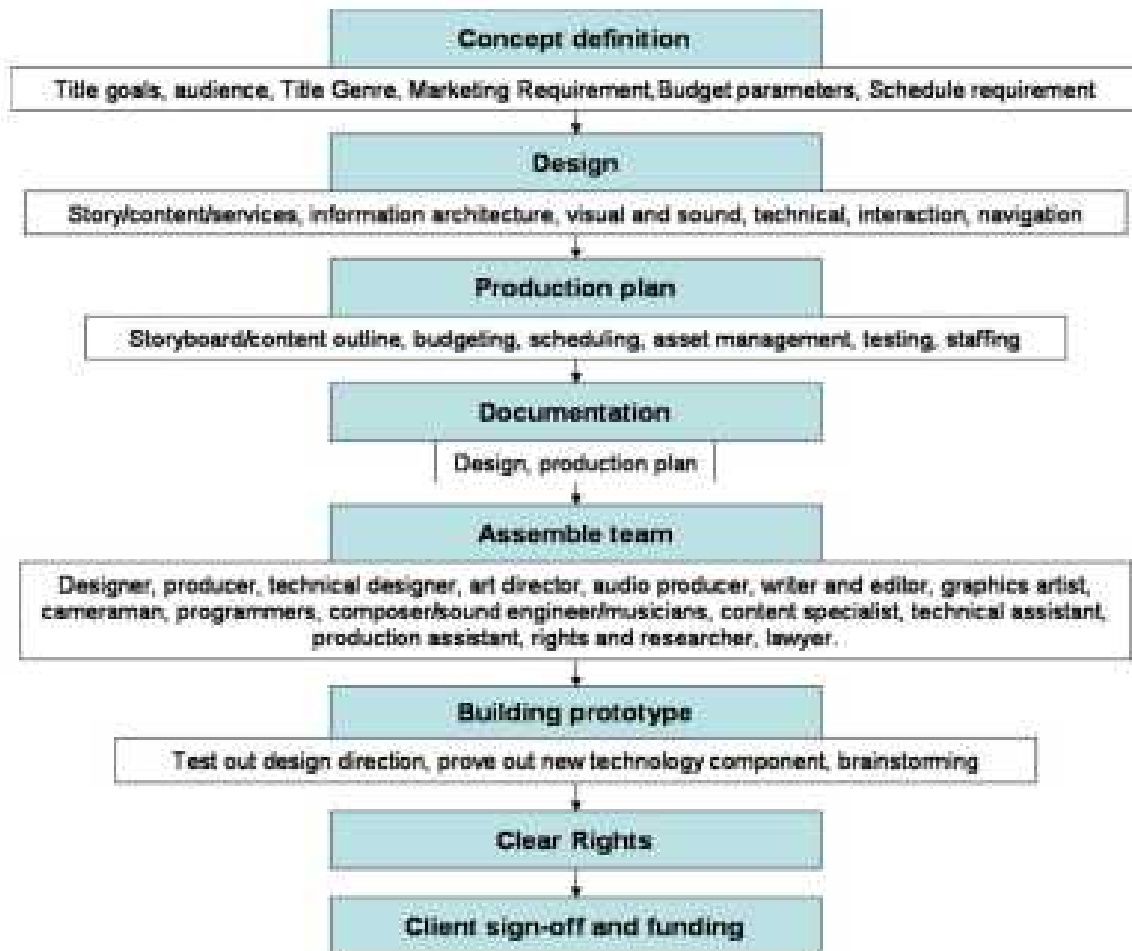 Concept definition
Title goals, audience, Title Genre, Marketing Requirement, Budget parameters, Schedule requirement
Design
Story/content/services, information architecture, visual and sound, technical, interaction, navigation
Production plan
Storyboard/content outline, budgeting, scheduling, asset management, testing, staffing
Documentation
Design, production plan
Assemble team
Designer, producer, technical designer, art director, audio producer, writer and editor, graphics artist,
cameraman, programmers, composer/sound engineer/musicians, content specialist, technical assistant,
production assistant, rights and researcher, lawyer.
Building prototype
Test out design direction, prove out new technology component, brainstorming
Clear Rights
Client sign-off and funding